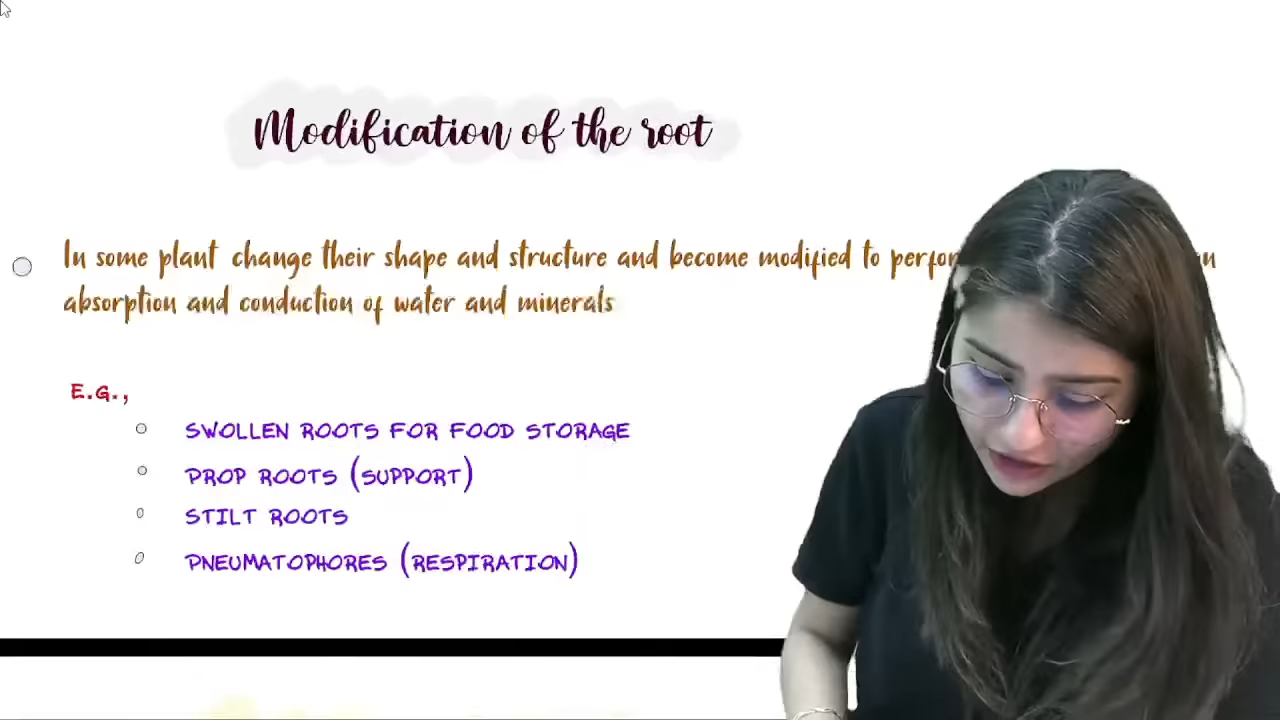 Modification of the root
In some plant change their shape and structure and become modified to
absorption and conduction of water and minerals
E.G.,
SWOLLEN ROOTS FOR FOOD STORAGE
PROP ROOTS (SUPPORT)
STILT ROOTS
PNEUMATOPHORES (RESPIRATION)